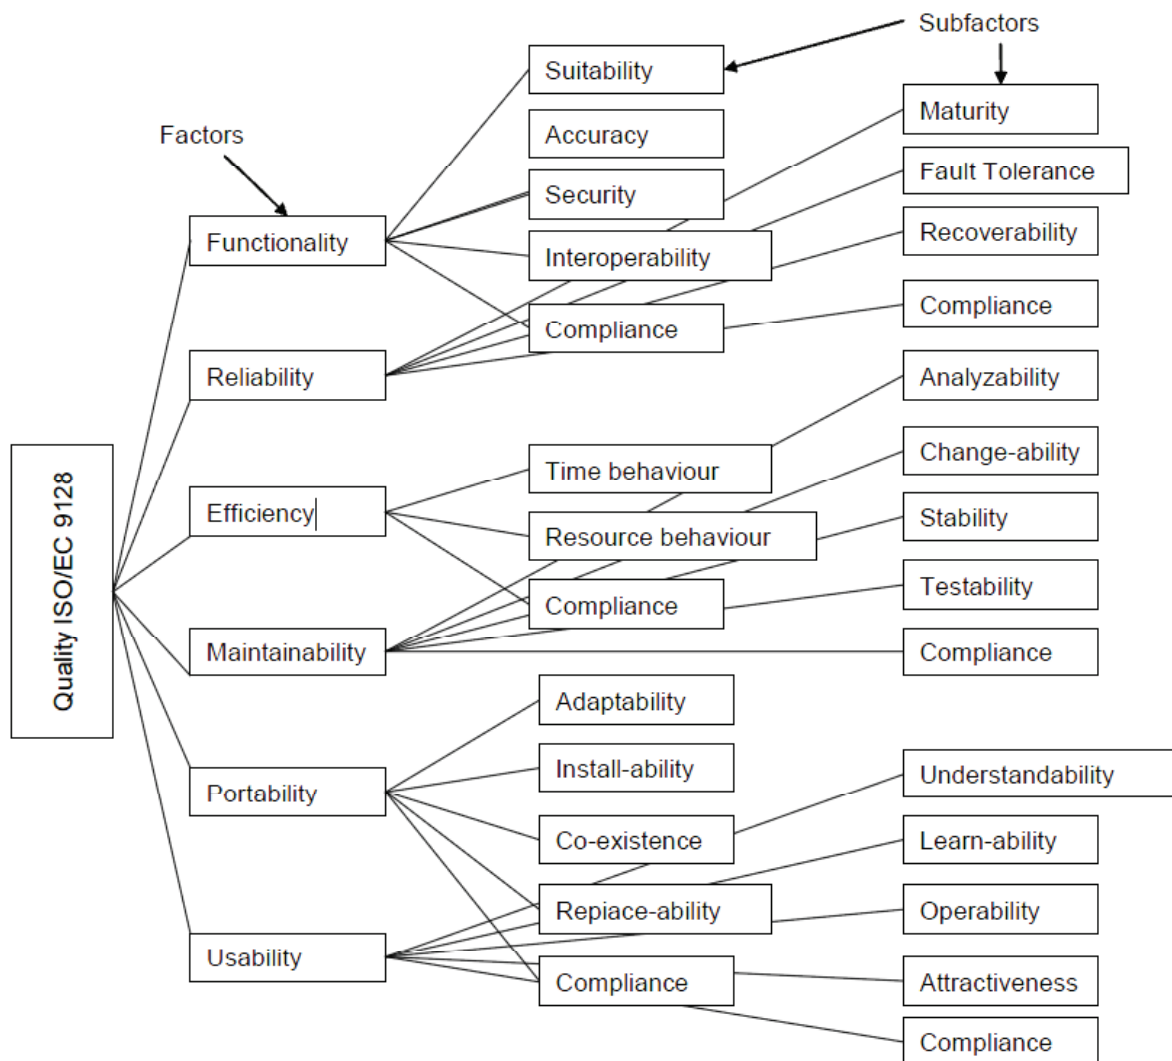 Subfactors
Suitability
Maturity
Factors
Accuracy
Fault Tolerance
Security
Functionality
Interoperability
Recoverability
Compliance
Compliance
Reliability
Analyzability
Quality ISO/EC 9128
Time behaviour
Change-ability
Efficiency
Resource behaviour
Stability
Compliance
Testability
Maintainability
Compliance
Adaptability
Install-ability
Understandability
Portability
Co-existence
Learn-ability
Repiace-ability
Operability
Usability
Compliance
Attractiveness
Compliance